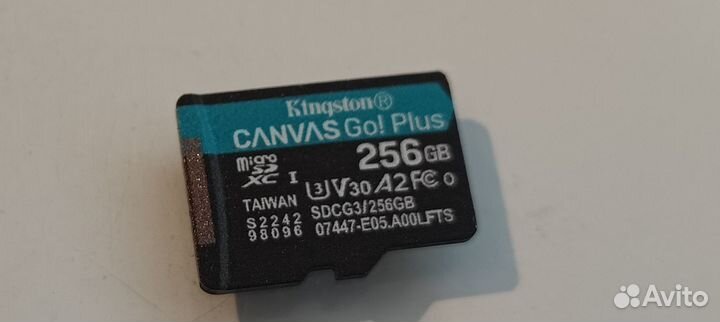 Kingston®
CANVAS Go! Plus
256GB
micro SD XC I
U3 V30 A2 FC
TAIWAN SDCG3/256GB
S2242 07447-E05.A00LFTS
98096
Avito